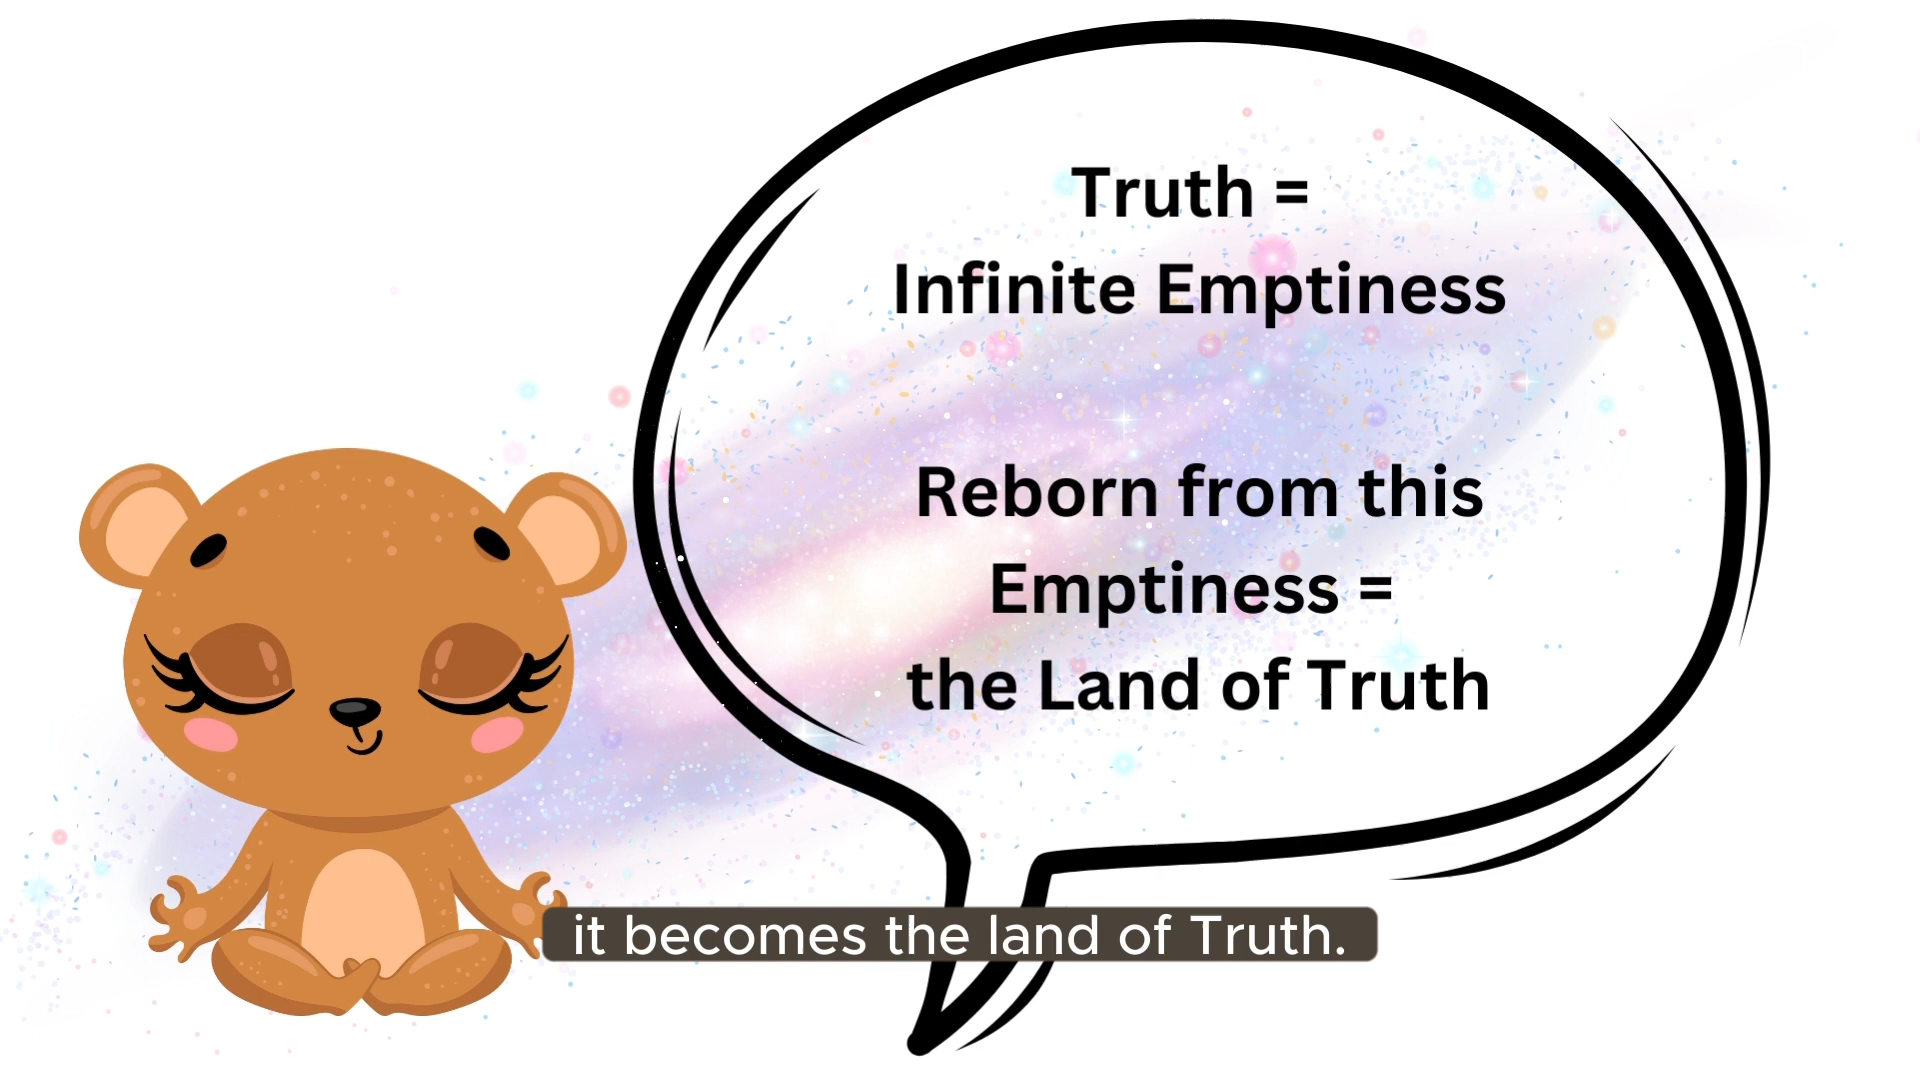 Truth =
Infinite Emptiness
Reborn from this
Emptiness =
the Land of Truth
it becomes the land of Truth.